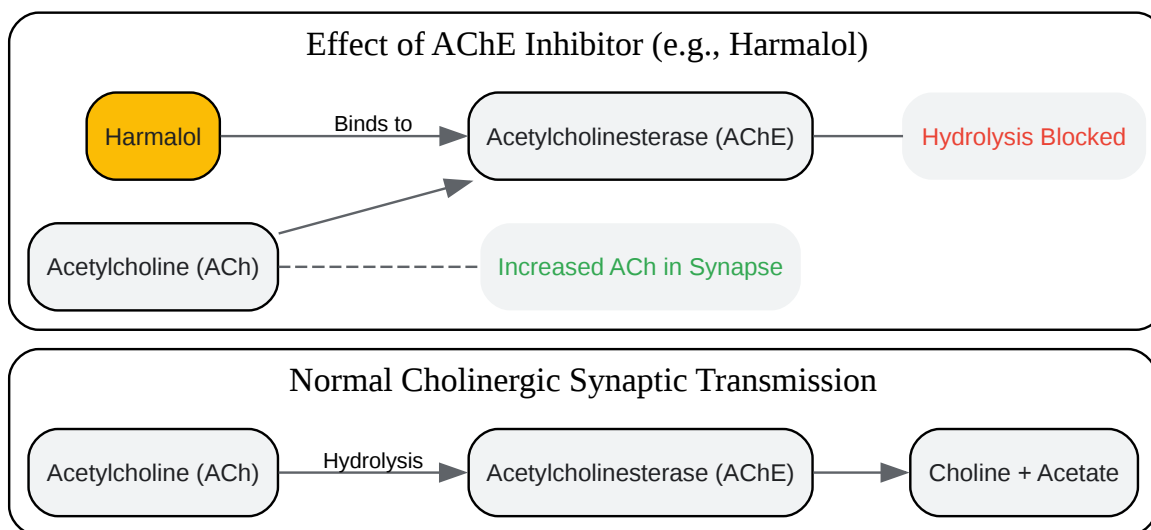 Effect of AChE Inhibitor (e.g., Harmalol)
Harmalol
Binds to
Acetylcholinesterase (AChE)
Hydrolysis Blocked
Acetylcholine (ACh)
Increased ACh in Synapse
Normal Cholinergic Synaptic Transmission
Acetylcholine (ACh)
Hydrolysis
Acetylcholinesterase (AChE)
Choline + Acetate